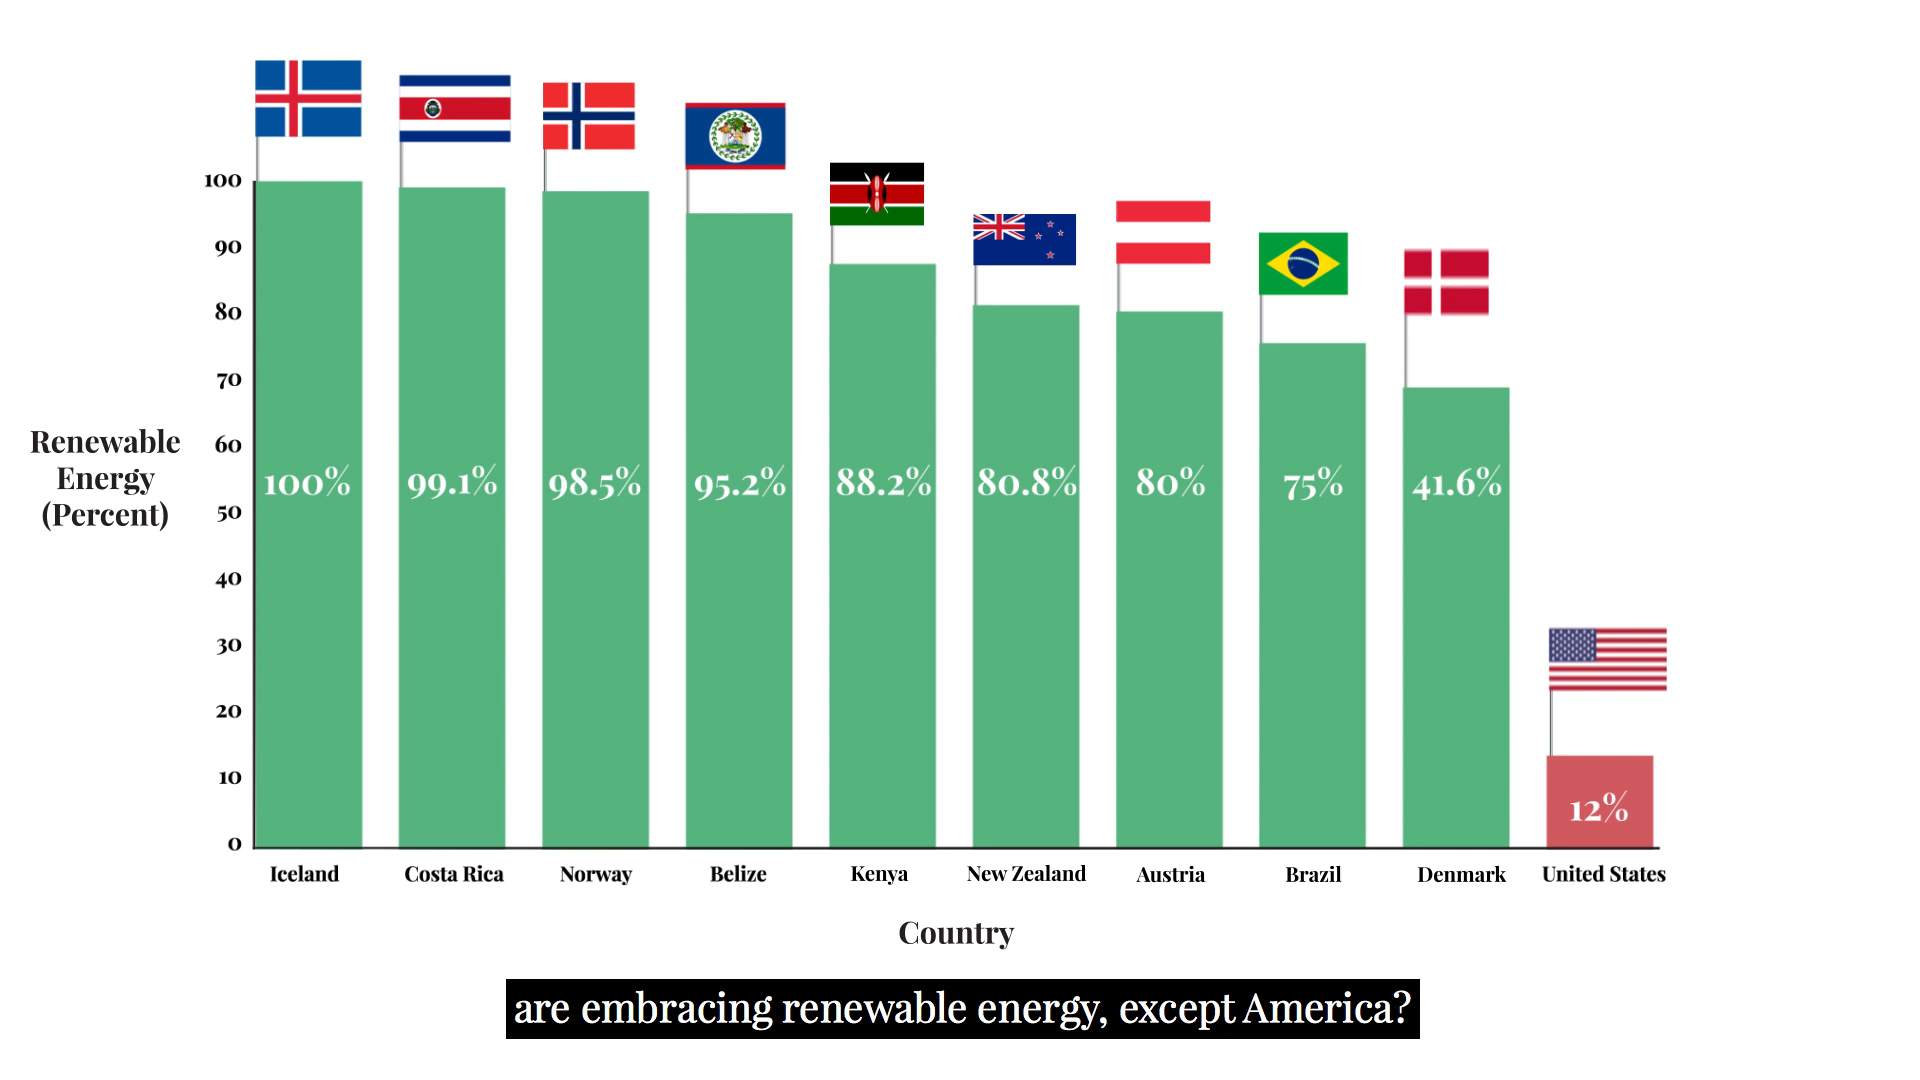 100
90
80
70
60
50
40
30
20
10
0
Renewable
Energy
(Percent)
100%
99.1%
98.5%
95.2%
88.2%
80.8%
80%
75%
41.6%
12%
Iceland
Costa Rica
Norway
Belize
Kenya
New Zealand
Austria
Brazil
Denmark
United States
Country
are embracing renewable energy, except America?